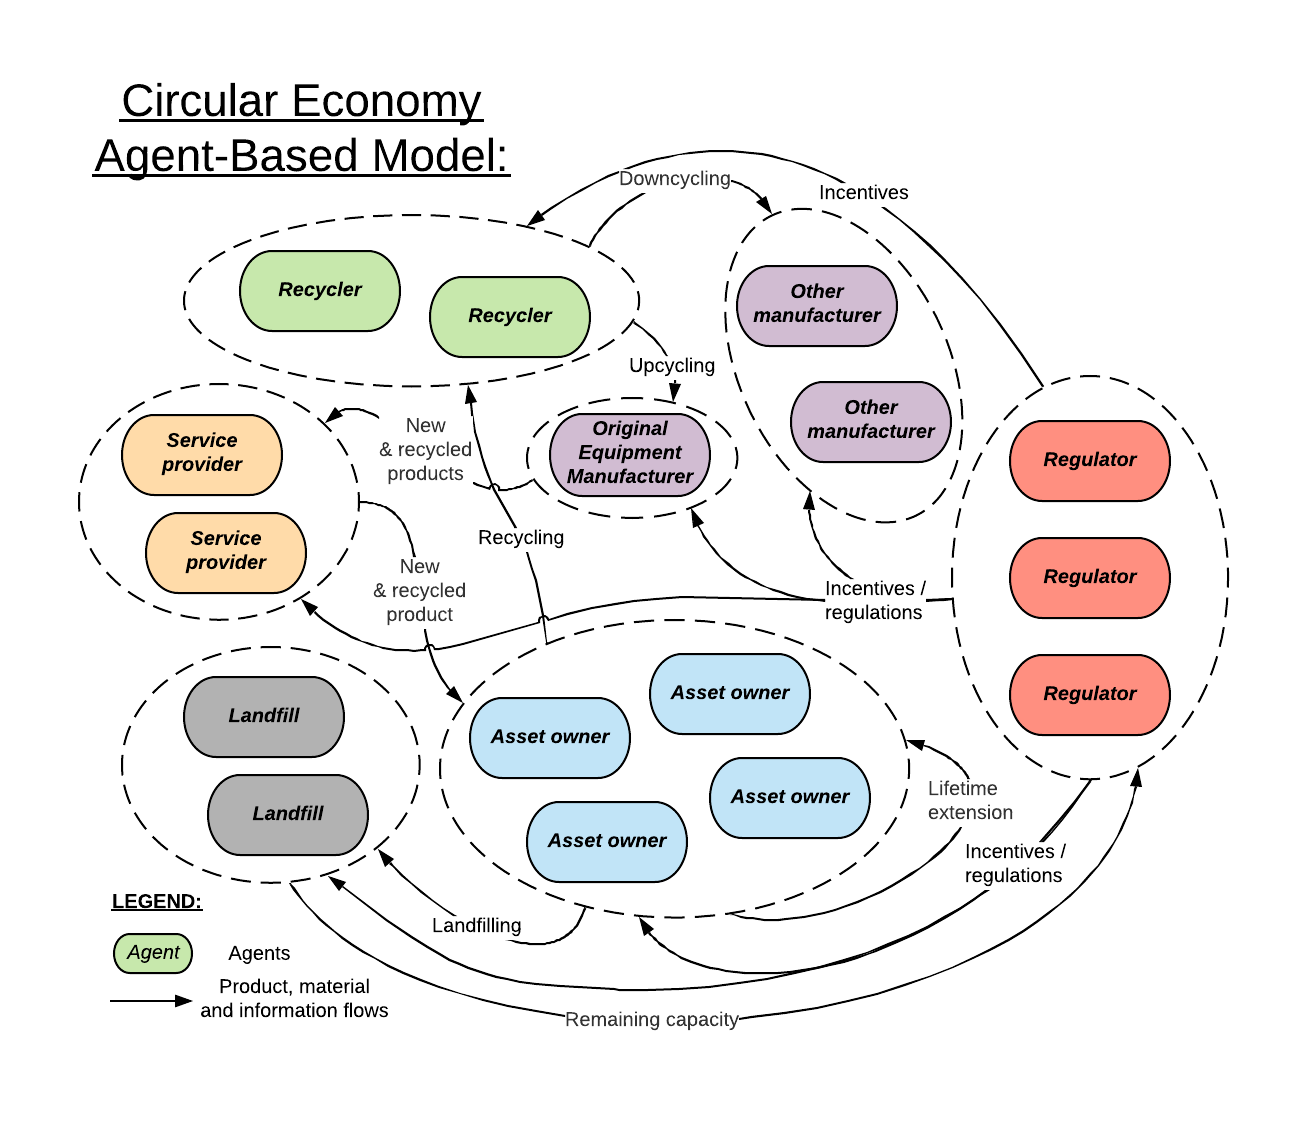 Circular Economy
Agent-Based Model:
Downcycling
Incentives
Recycler
Recycler
Other
manufacturer
Upcycling
Other
manufacturer
New
& recycled
products
Original
Equipment
Manufacturer
Service
provider
Service
provider
Regulator
Regulator
Regulator
Recycling
New
& recycled
product
Incentives /
regulations
Landfill
Landfill
Asset owner
Asset owner
Asset owner
Asset owner
Lifetime
extension
Incentives /
regulations
Landfilling
Remaining capacity
LEGEND:
Agent
Agents
Product, material
and information flows